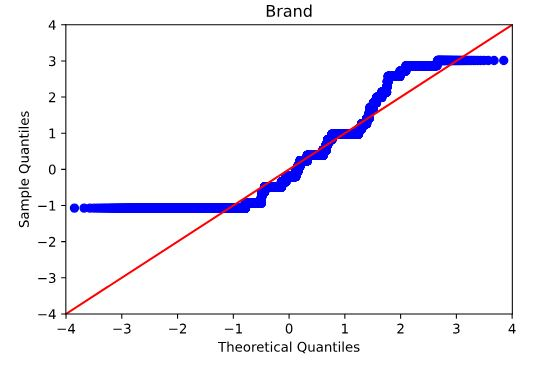 Brand
4
3
2
1
0
−1
−2
−3
−4
Sample Quantiles
−4 −3 −2 −1 0 1 2 3 4
Theoretical Quantiles